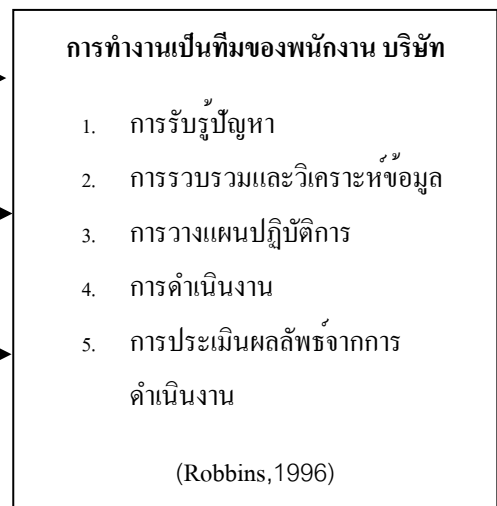 การทำงานเป็นทีมของพนักงาน บริษัท
1. การรับรู้ปัญหา
2. การรวบรวมและวิเคราะห์ข้อมูล
3. การวางแผนปฏิบัติการ
4. การดำเนินงาน
5. การประเมินผลลัพธ์จากการ
ดำเนินงาน
(Robbins,1996)